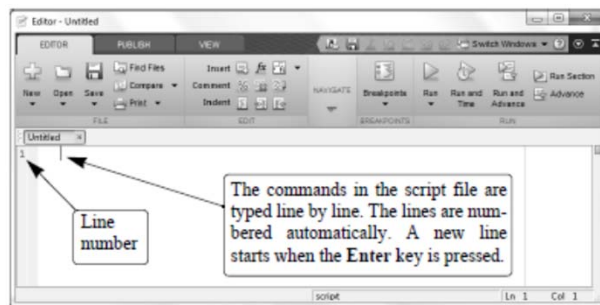 Editor - Untitled
EDITOR PUBLISH VIEW Switch Windows
Find Files Insert fx
Compare Comment
Print Indent
New Open Save NAVIGATE Breakpoints Run Run and Time Run and Advance Run Section
Advance
FILE EDIT BREAKPOINTS RUN
Untitled ×
1
The commands in the script file are
typed line by line. The lines are num-
bered automatically. A new line
starts when the Enter key is pressed.
Line
number
script Ln 1 Col 1